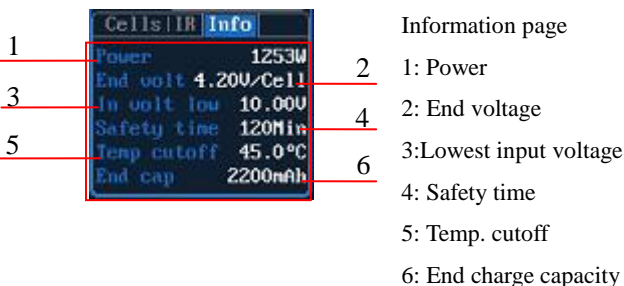 Cells|IR Info
Power 1253W
End volt 4.20V/Cell
In volt low 10.00V
Safety time 120Min
Temp cutoff 45.0°C
End cap 2200mAh
1
2
3
4
5
6
Information page
1: Power
2: End voltage
3:Lowest input voltage
4: Safety time
5: Temp. cutoff
6: End charge capacity